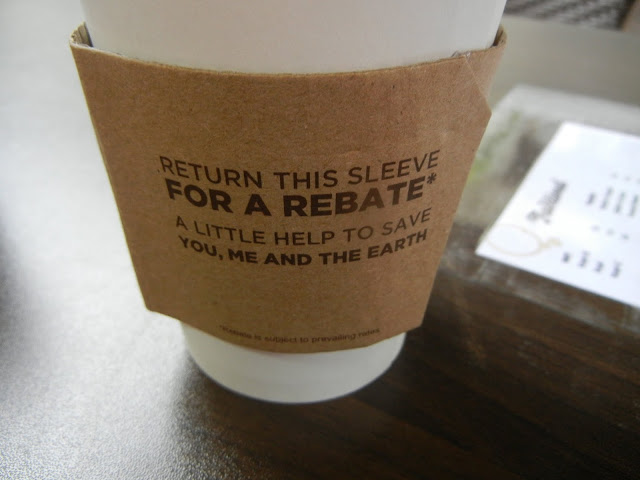 RETURN THIS SLEEVE
FOR A REBATE*
A LITTLE HELP TO SAVE
YOU, ME AND THE EARTH
*Rebate is subject to prevailing rates.